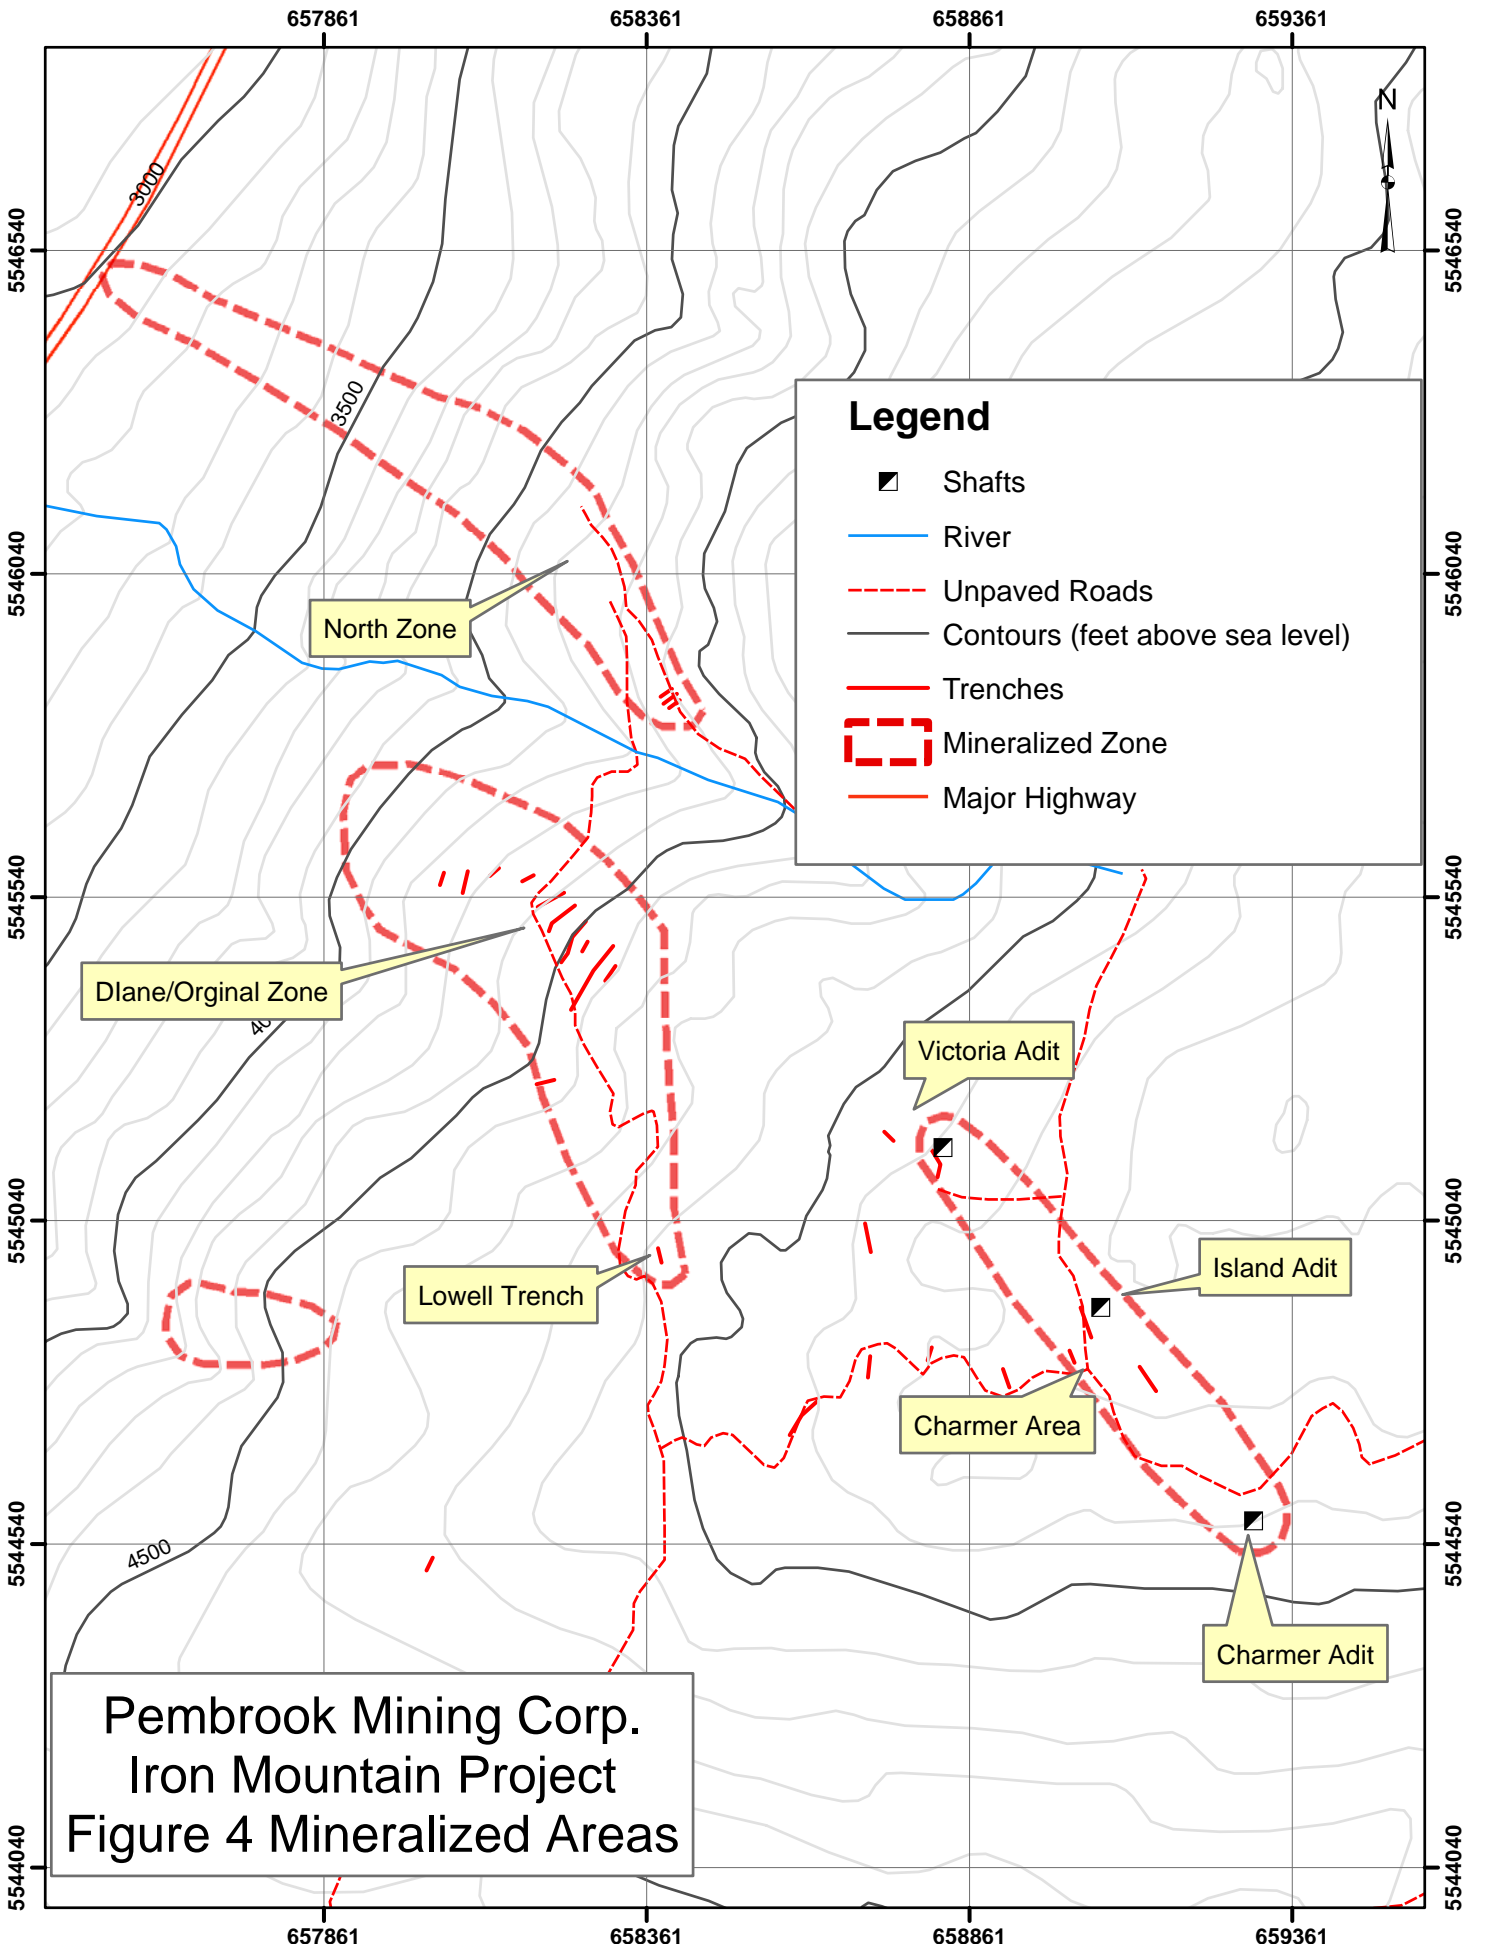 657861
658361
658861
659361
N
3000
5546540
5546540
3500
Legend
Shafts
River
Unpaved Roads
Contours (feet above sea level)
Trenches
Mineralized Zone
Major Highway
5546040
5546040
North Zone
5545540
5545540
DIane/Orginal Zone
Victoria Adit
5545040
5545040
Island Adit
Lowell Trench
Charmer Area
4500
5544540
5544540
Charmer Adit
Pembrook Mining Corp.
Iron Mountain Project
Figure 4 Mineralized Areas
5544040
5544040
657861
658361
658861
659361